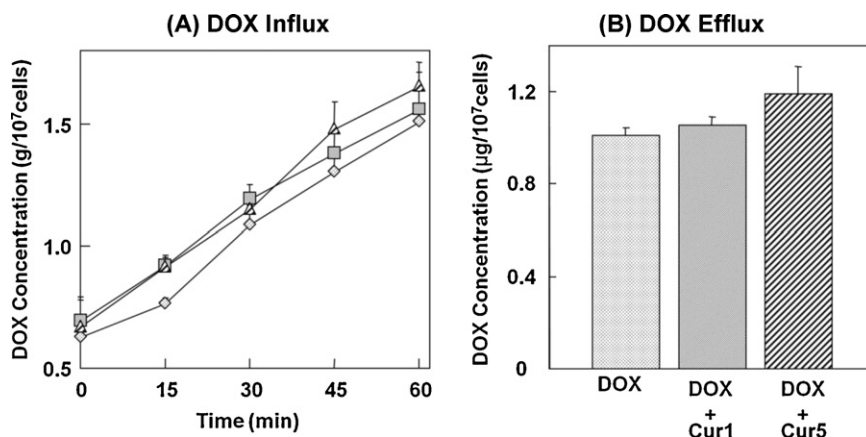 (A) DOX Influx
DOX Concentration (g/10⁷cells)
1.5
1.0
0.5
0 15 30 45 60
Time (min)
(B) DOX Efflux
DOX Concentration (µg/10⁷cells)
1.2
0.8
0.4
0
DOX DOX DOX
+ +
Cur1 Cur5